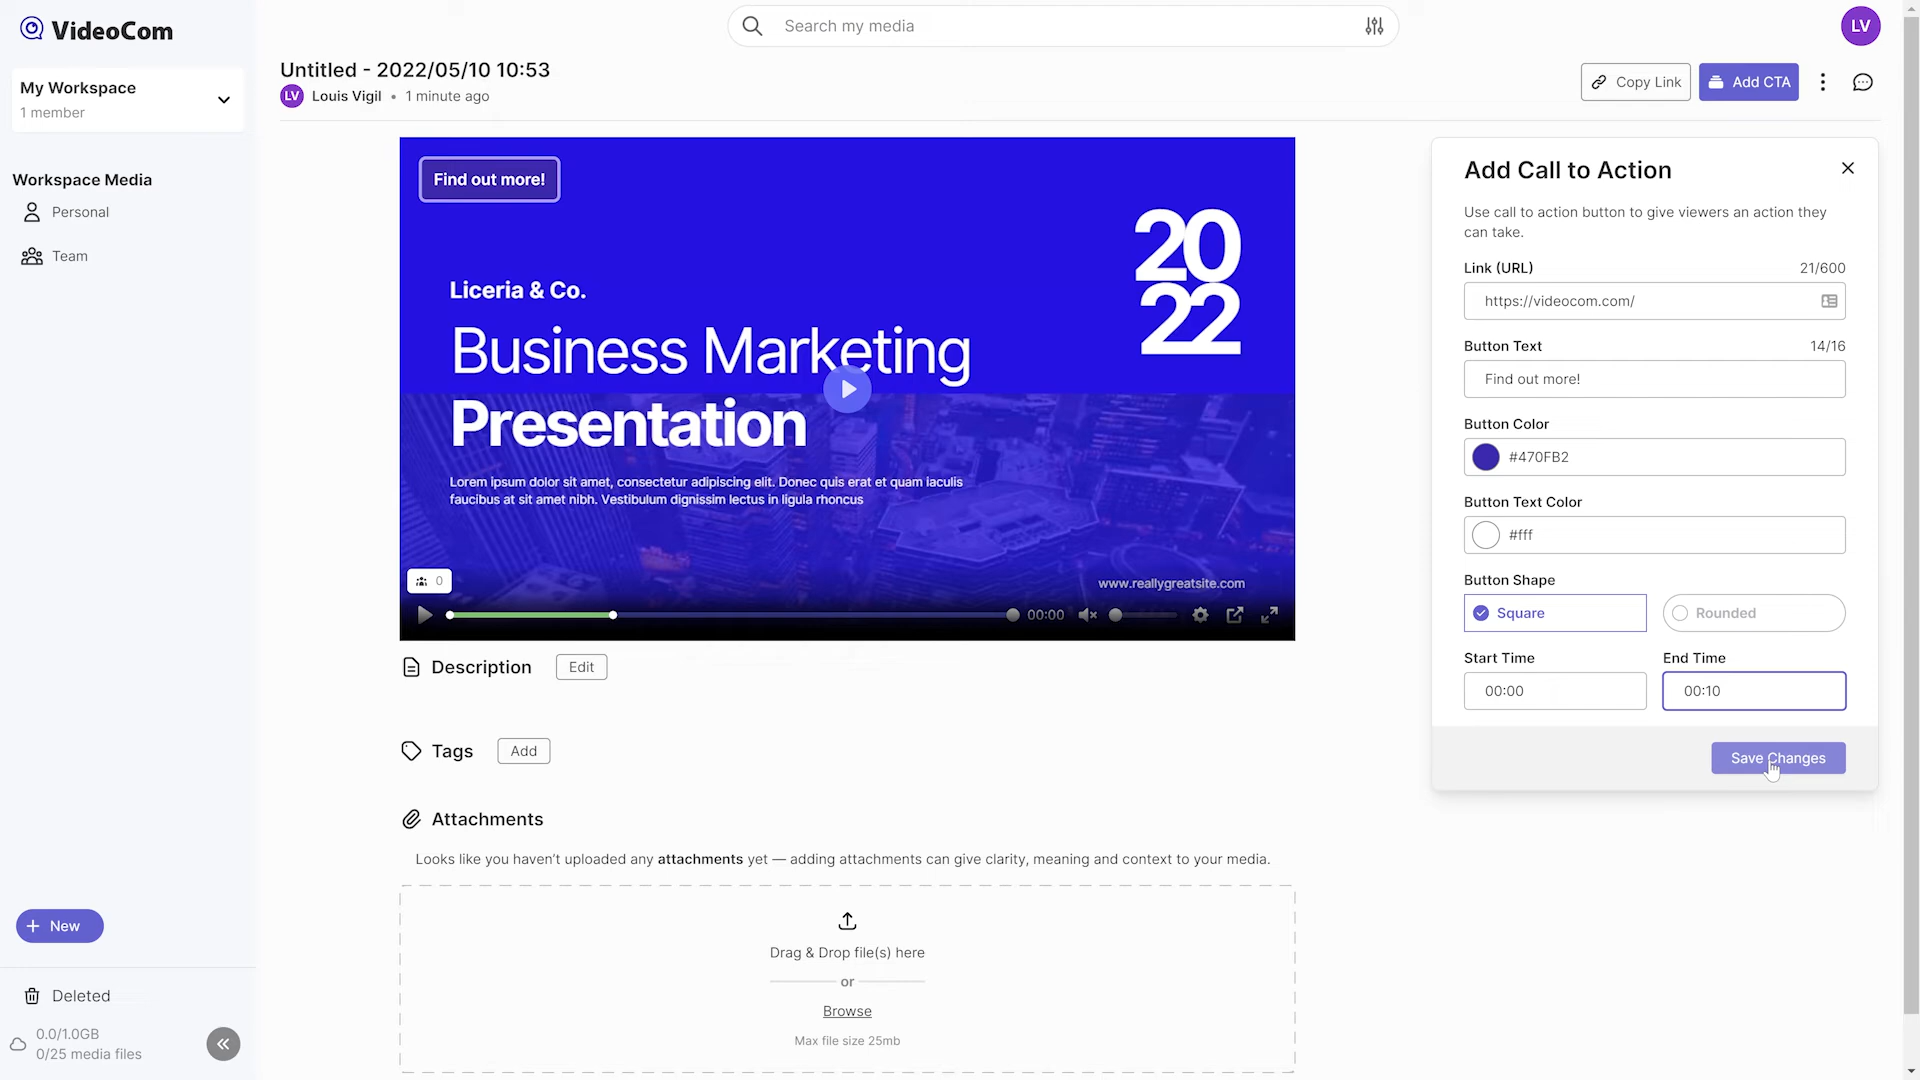 VideoCom
My Workspace
1 member
Workspace Media
Personal
Team
New
Deleted
0.0/1.0GB
0/25 media files
Search my media
LV
Untitled - 2022/05/10 10:53
LV Louis Vigil • 1 minute ago
Copy Link
Add CTA
Find out more!
20
22
Liceria & Co.
Business Marketing
Presentation
Lorem ipsum dolor sit amet, consectetur adipiscing elit. Donec quis erat et quam iaculis
faucibus at sit amet nibh. Vestibulum dignissim lectus in ligula rhoncus
www.reallygreatsite.com
0
00:00
Description Edit
Tags Add
Attachments
Looks like you haven't uploaded any attachments yet — adding attachments can give clarity, meaning and context to your media.
Drag & Drop file(s) here
or
Browse
Max file size 25mb
Add Call to Action
Use call to action button to give viewers an action they
can take.
Link (URL) 21/600
https://videocom.com/
Button Text 14/16
Find out more!
Button Color
#470FB2
Button Text Color
#fff
Button Shape
Square Rounded
Start Time End Time
00:00 00:10
Save Changes